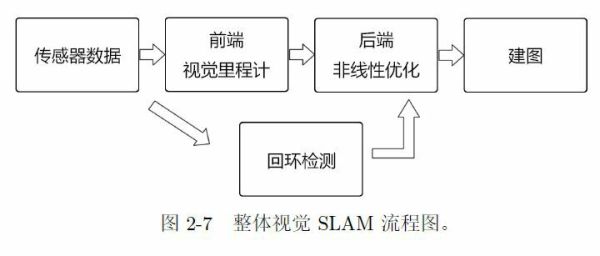 传感器数据
前端
视觉里程计
后端
非线性优化
建图
回环检测
图 2-7 整体视觉 SLAM 流程图。